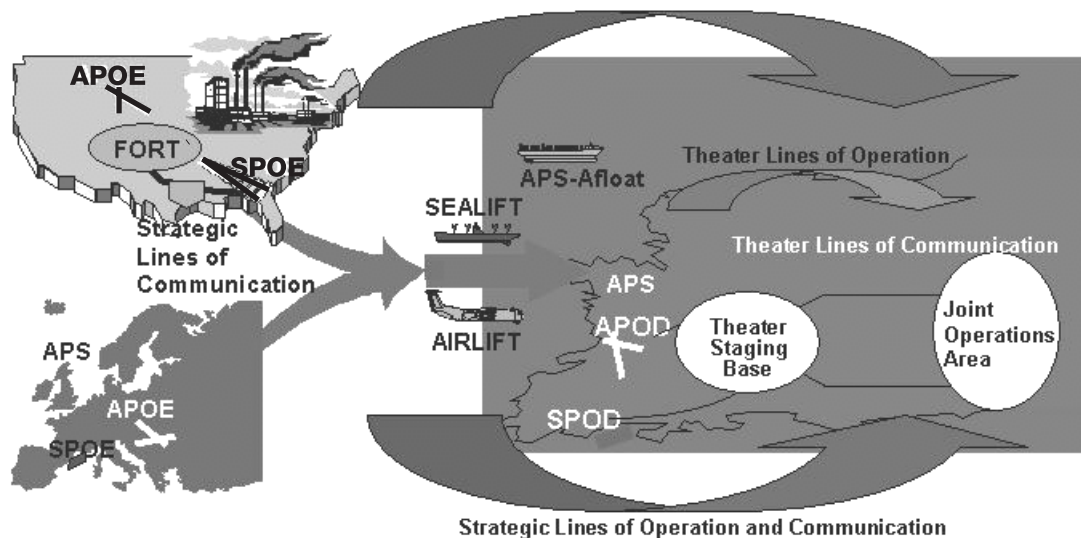 APOE
FORT
SPOE
Strategic
Lines of
Communication
APS
APOE
SPOE
SEALIFT
AIRLIFT
APS-Afloat
Theater Lines of Operation
Theater Lines of Communication
APS
APOD
SPOD
Theater
Staging
Base
Joint
Operations
Area
Strategic Lines of Operation and Communication